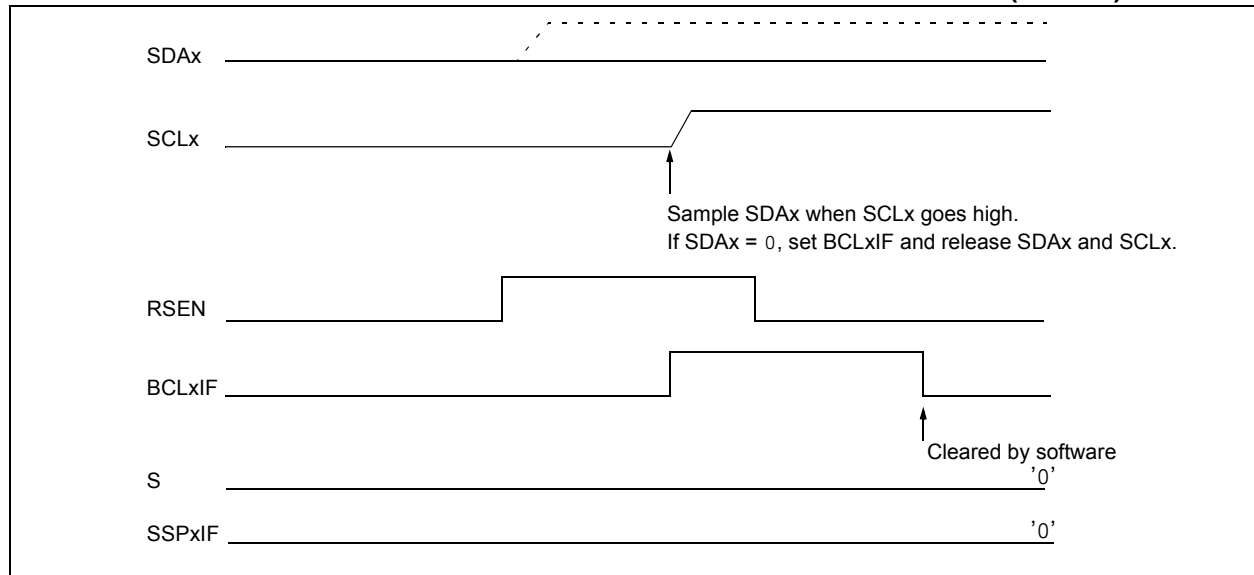 SDAx
SCLx
Sample SDAx when SCLx goes high.
If SDAx = 0, set BCLxIF and release SDAx and SCLx.
RSEN
BCLxIF
Cleared by software
S
'0'
SSPxIF
'0'